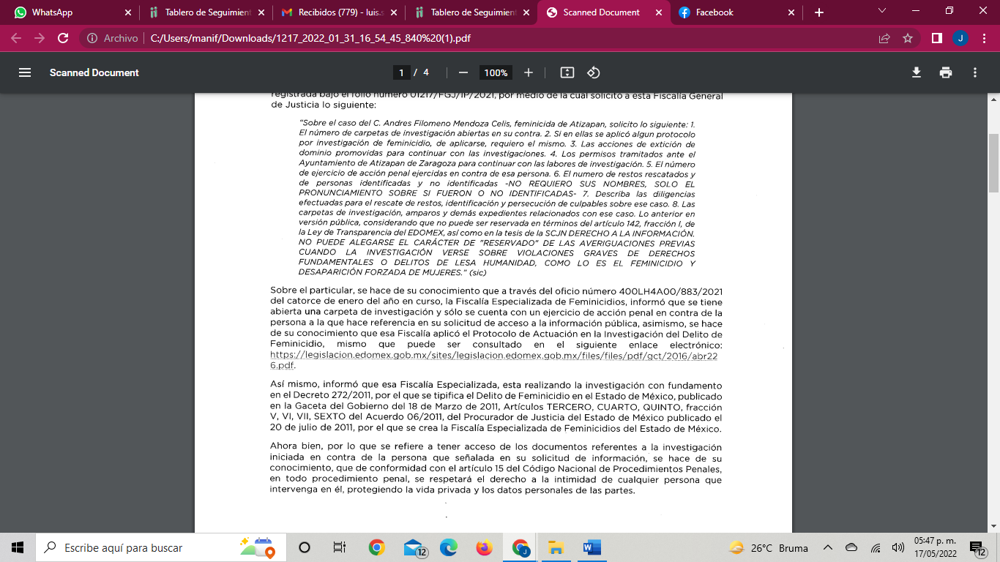 WhatsApp
Tablero de Seguimient
Recibidos (779) - luis.s
Tablero de Seguimient
Scanned Document
Facebook
Archivo
C:/Users/manif/Downloads/1217_2022_01_31_16_54_45_840%20(1).pdf
J
Scanned Document
1 / 4
100%
registrada bajo el folio número 01217/FGJ/IP/2021, por medio de la cual solicito a esta Fiscalía General
de Justicia lo siguiente:
"Sobre el caso del C. Andres Filomeno Mendoza Celis, feminicida de Atizapan, solicito lo siguiente: 1.
El número de carpetas de investigación abiertas en su contra. 2. Si en ellas se aplicó algun protocolo
por investigación de feminicidio, de aplicarse, requiero el mismo. 3. Las acciones de extición de
dominio promovidas para continuar con las investigaciones. 4. Los permisos tramitados ante el
Ayuntamiento de Atizapan de Zaragoza para continuar con las labores de investigación. 5. El número
de ejercicio de acción penal ejercidas en contra de esa persona. 6. El numero de restos rescatados y
de personas identificadas y no identificadas -NO REQUIERO SUS NOMBRES, SOLO EL
PRONUNCIAMIENTO SOBRE SI FUERON O NO IDENTIFICADAS- 7. Describa las diligencias
efectuadas para el rescate de restos, identificación y persecución de culpables sobre ese caso. 8. Las
carpetas de investigación, amparos y demás expedientes relacionados con ese caso. Lo anterior en
versión pública, considerando que no puede ser reservada en términos del artículo 142, fracción I, de
la Ley de Transparencia del EDOMEX, así como en la tesis de la SCJN DERECHO A LA INFORMACIÓN.
NO PUEDE ALEGARSE EL CARÁCTER DE "RESERVADO" DE LAS AVERIGUACIONES PREVIAS
CUANDO LA INVESTIGACIÓN VERSE SOBRE VIOLACIONES GRAVES DE DERECHOS
FUNDAMENTALES O DELITOS DE LESA HUMANIDAD, COMO LO ES EL FEMINICIDIO Y
DESAPARICIÓN FORZADA DE MUJERES." (sic)
Sobre el particular, se hace de su conocimiento que a través del oficio número 400LH4A00/883/2021
del catorce de enero del año en curso, la Fiscalía Especializada de Feminicidios, informó que se tiene
abierta una carpeta de investigación y sólo se cuenta con un ejercicio de acción penal en contra de la
persona a la que hace referencia en su solicitud de acceso a la información pública, asimismo, se hace
de su conocimiento que esa Fiscalía aplicó el Protocolo de Actuación en la Investigación del Delito de
Feminicidio, mismo que puede ser consultado en el siguiente enlace electrónico:
https://legislacion.edomex.gob.mx/sites/legislacion.edomex.gob.mx/files/files/pdf/gct/2016/abr22
6.pdf.
Así mismo, informó que esa Fiscalía Especializada, esta realizando la investigación con fundamento
en el Decreto 272/2011, por el que se tipifica el Delito de Feminicidio en el Estado de México, publicado
en la Gaceta del Gobierno del 18 de Marzo de 2011, Artículos TERCERO, CUARTO, QUINTO, fracción
V, VI, VII, SEXTO del Acuerdo 06/2011, del Procurador de Justicia del Estado de México publicado el
20 de julio de 2011, por el que se crea la Fiscalía Especializada de Feminicidios del Estado de México.
Ahora bien, por lo que se refiere a tener acceso de los documentos referentes a la investigación
iniciada en contra de la persona que señalada en su solicitud de información, se hace de su
conocimiento, que de conformidad con el artículo 15 del Código Nacional de Procedimientos Penales,
en todo procedimiento penal, se respetará el derecho a la intimidad de cualquier persona que
intervenga en él, protegiendo la vida privada y los datos personales de las partes.
Escribe aquí para buscar
12
J
26°C Bruma
05:47 p. m.
17/05/2022
12